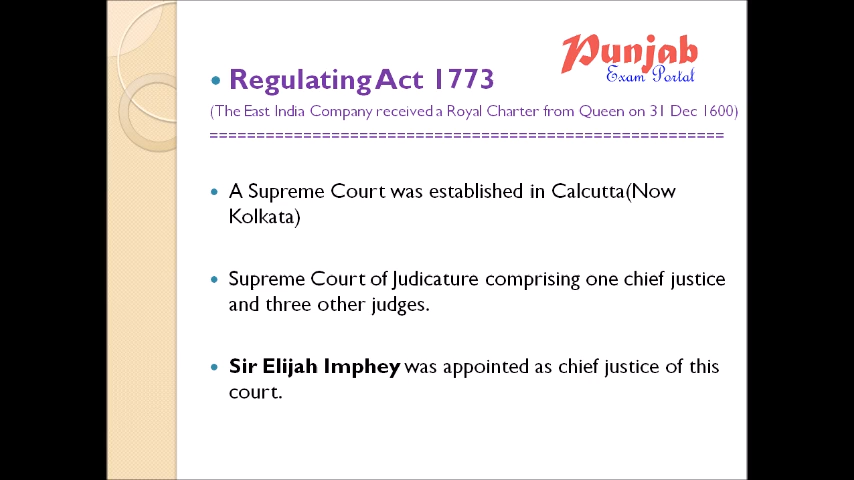 Punjab
Exam Portal
Regulating Act 1773
(The East India Company received a Royal Charter from Queen on 31 Dec 1600)
=======================================================
A Supreme Court was established in Calcutta(Now
Kolkata)
Supreme Court of Judicature comprising one chief justice
and three other judges.
Sir Elijah Imphey was appointed as chief justice of this
court.